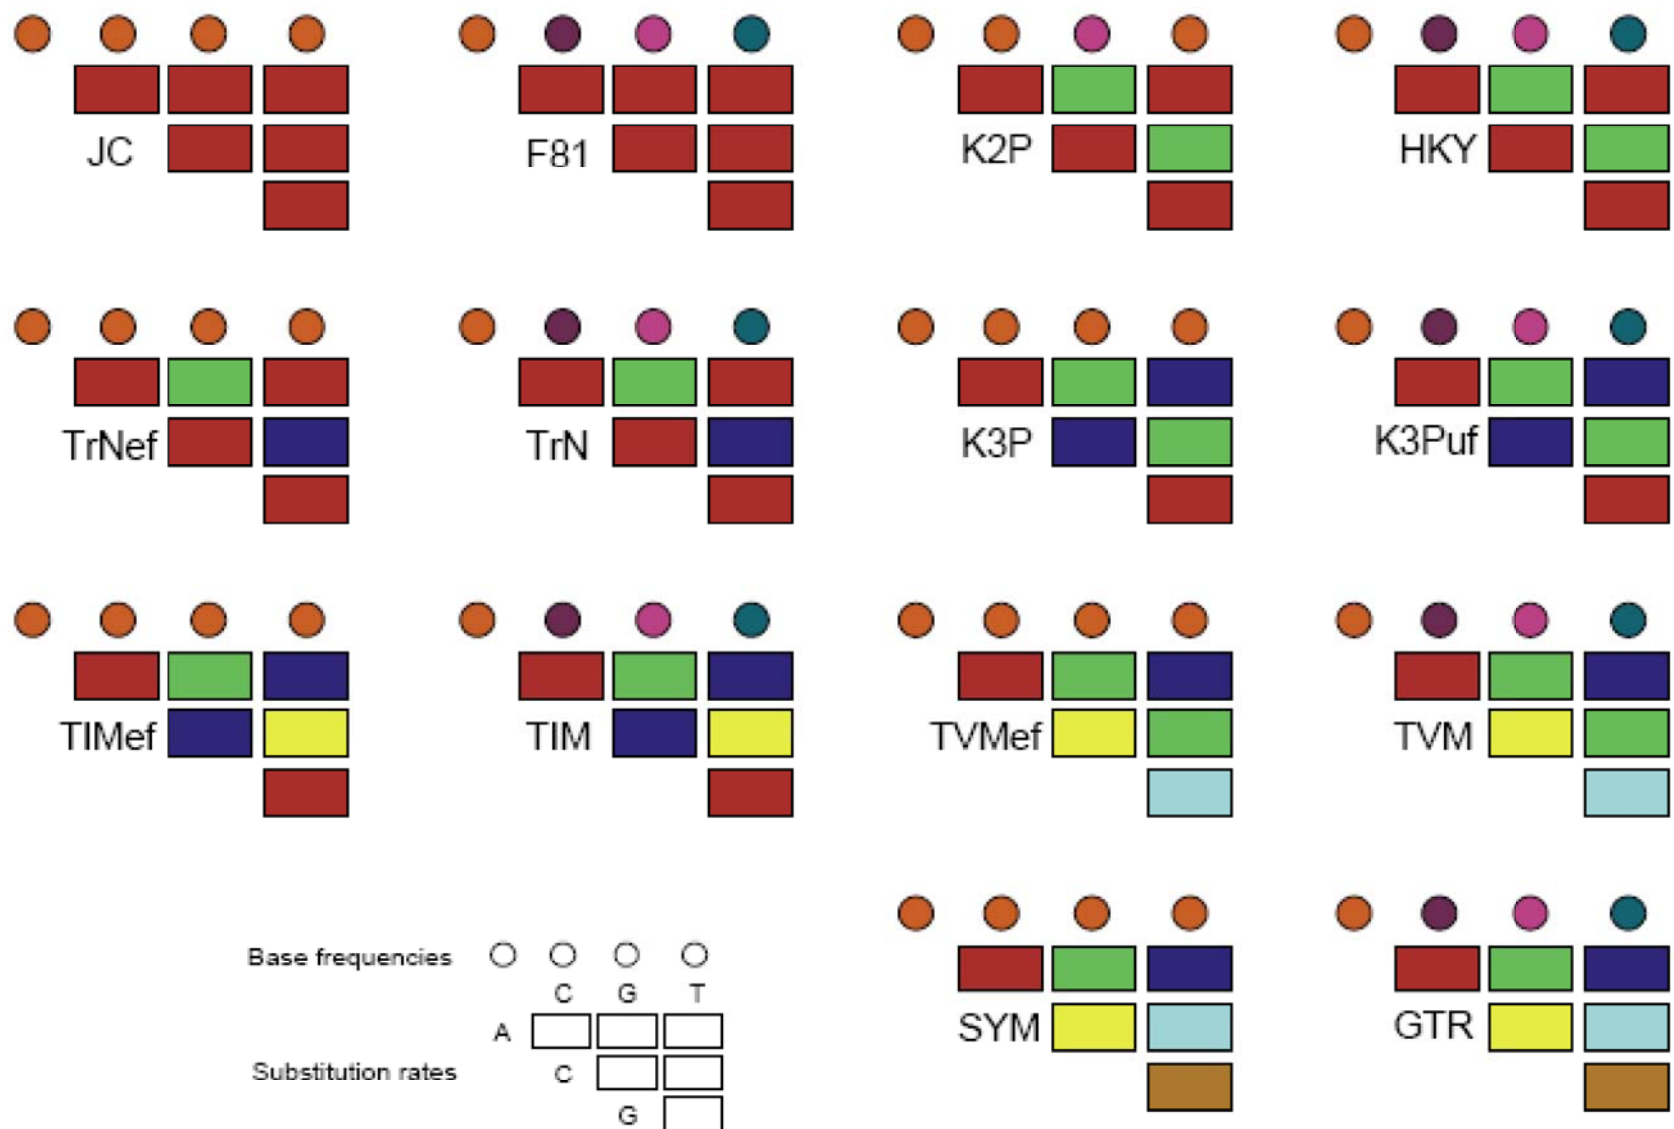 JC
F81
K2P
HKY
TrNef
TrN
K3P
K3Puf
TIMef
TIM
TVMef
TVM
Base frequencies
C G T
A
SYM
GTR
Substitution rates
C
G